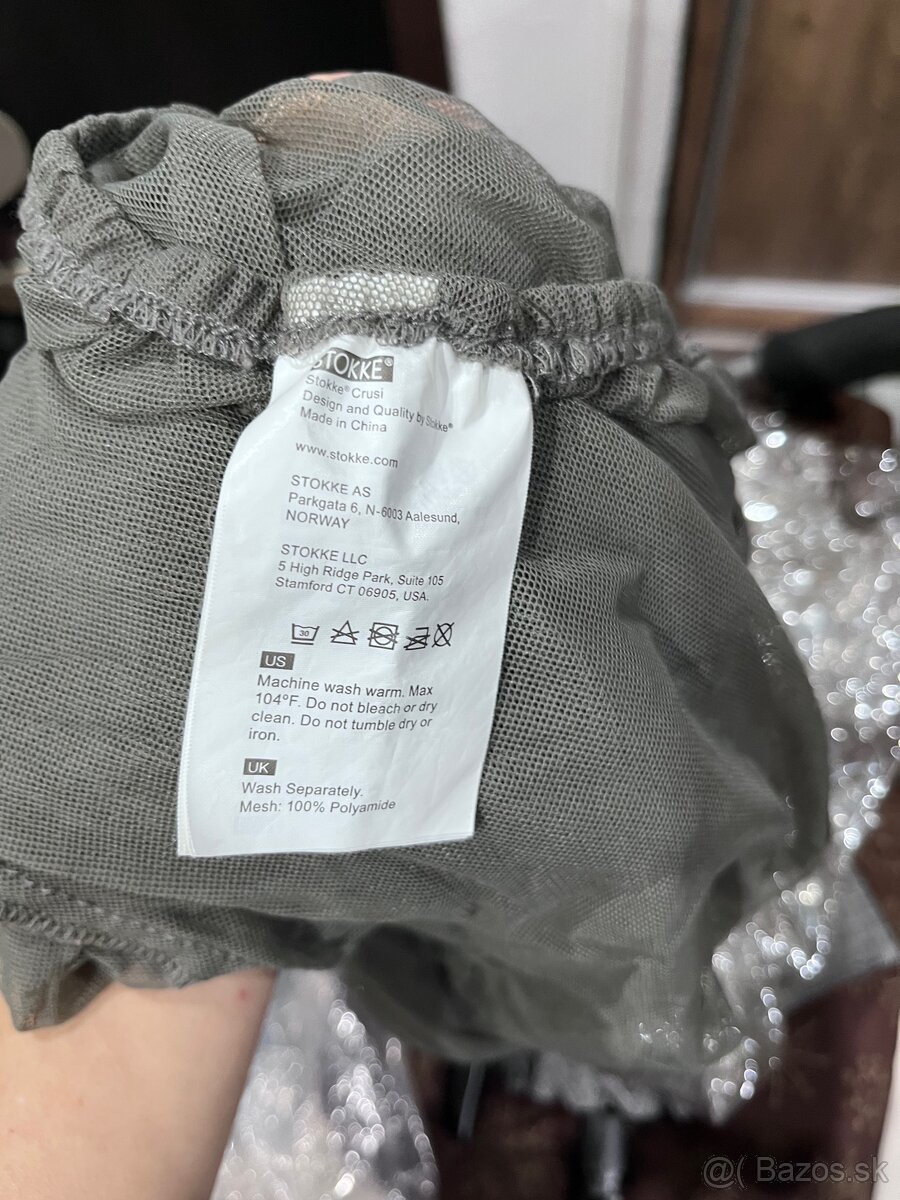 STOKKE®
Stokke® Crusi
Design and Quality by Stokke®
Made in China
www.stokke.com
STOKKE AS
Parkgata 6, N-6003 Aalesund,
NORWAY
STOKKE LLC
5 High Ridge Park, Suite 105
Stamford CT 06905, USA.
30
US
Machine wash warm. Max
104°F. Do not bleach or dry
clean. Do not tumble dry or
iron.
UK
Wash Separately.
Mesh: 100% Polyamide
@( Bazos.sk